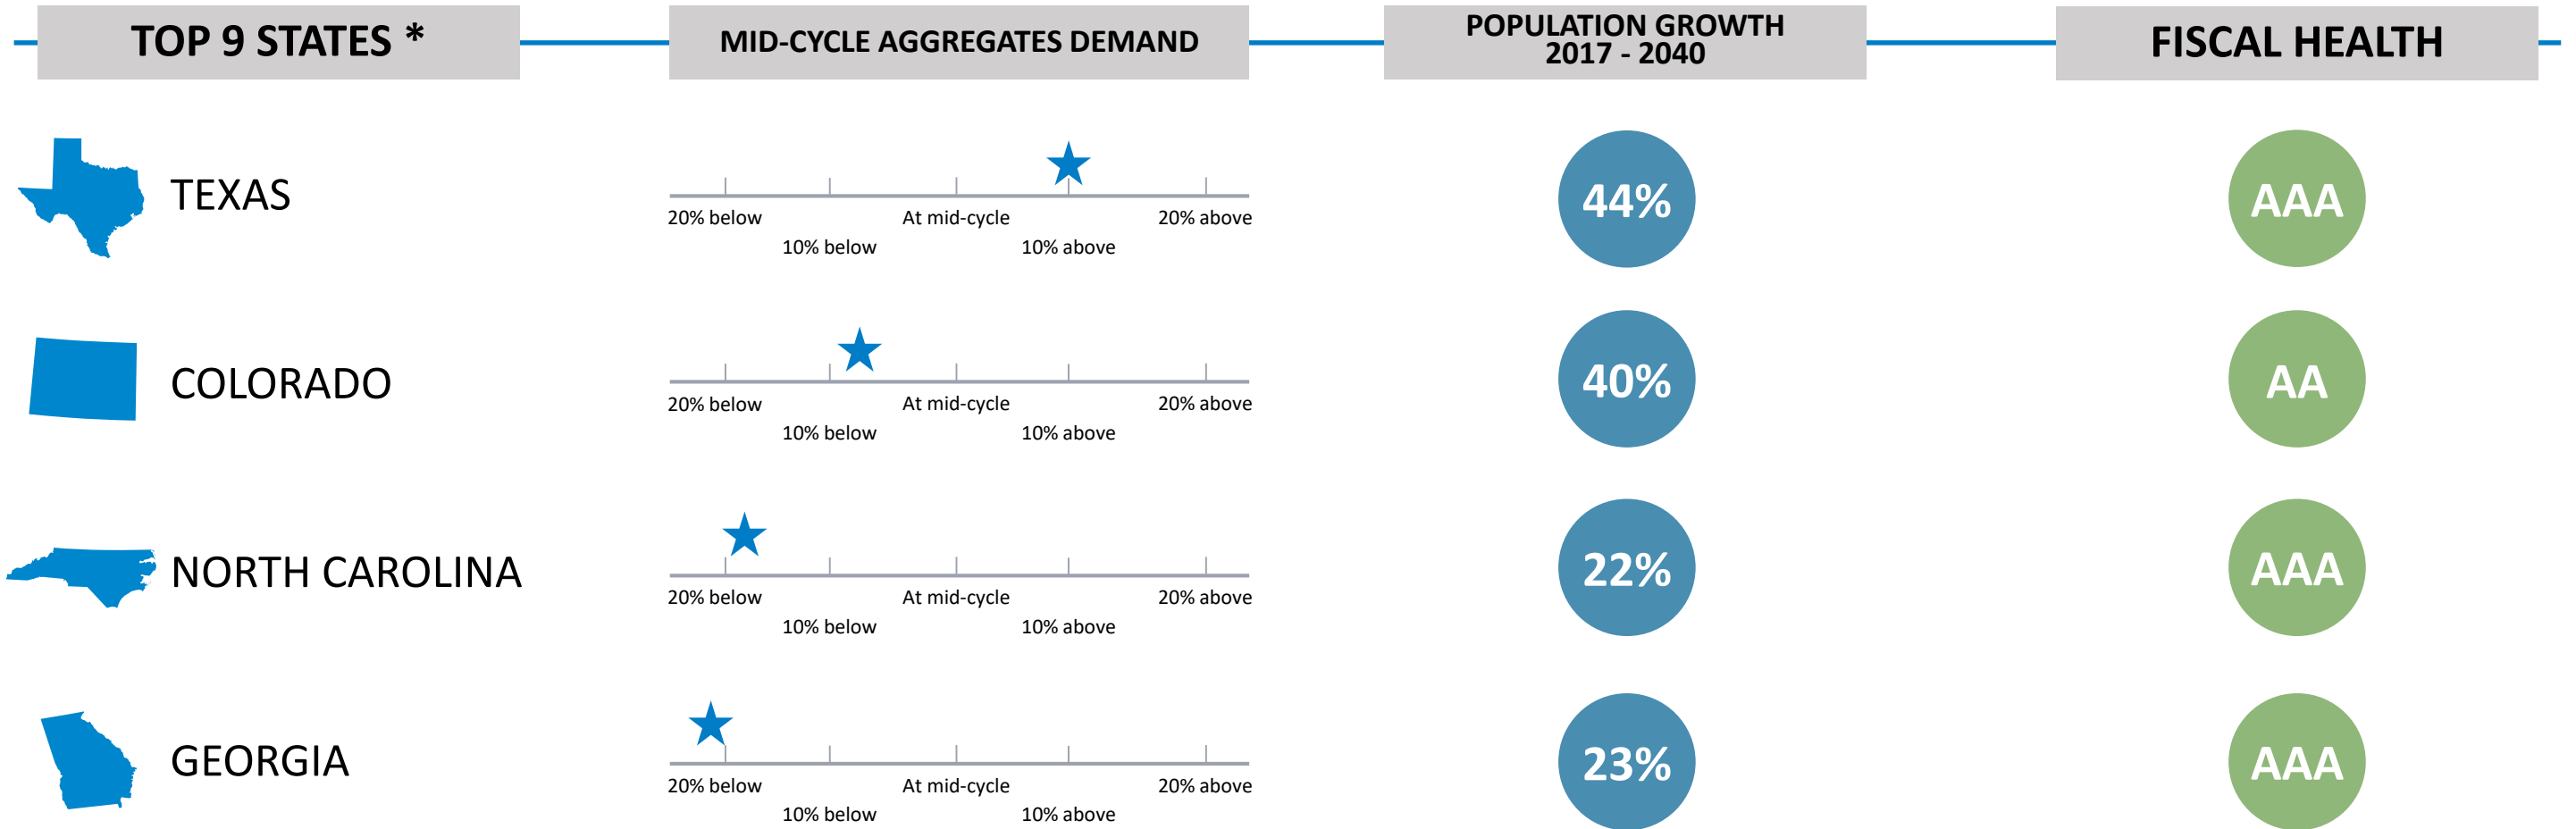 TOP 9 STATES *
MID-CYCLE AGGREGATES DEMAND
POPULATION GROWTH
2017 - 2040
FISCAL HEALTH
TEXAS
20% below
10% below
At mid-cycle
10% above
20% above
44%
AAA
COLORADO
20% below
10% below
At mid-cycle
10% above
20% above
40%
AA
NORTH CAROLINA
20% below
10% below
At mid-cycle
10% above
20% above
22%
AAA
GEORGIA
20% below
10% below
At mid-cycle
10% above
20% above
23%
AAA